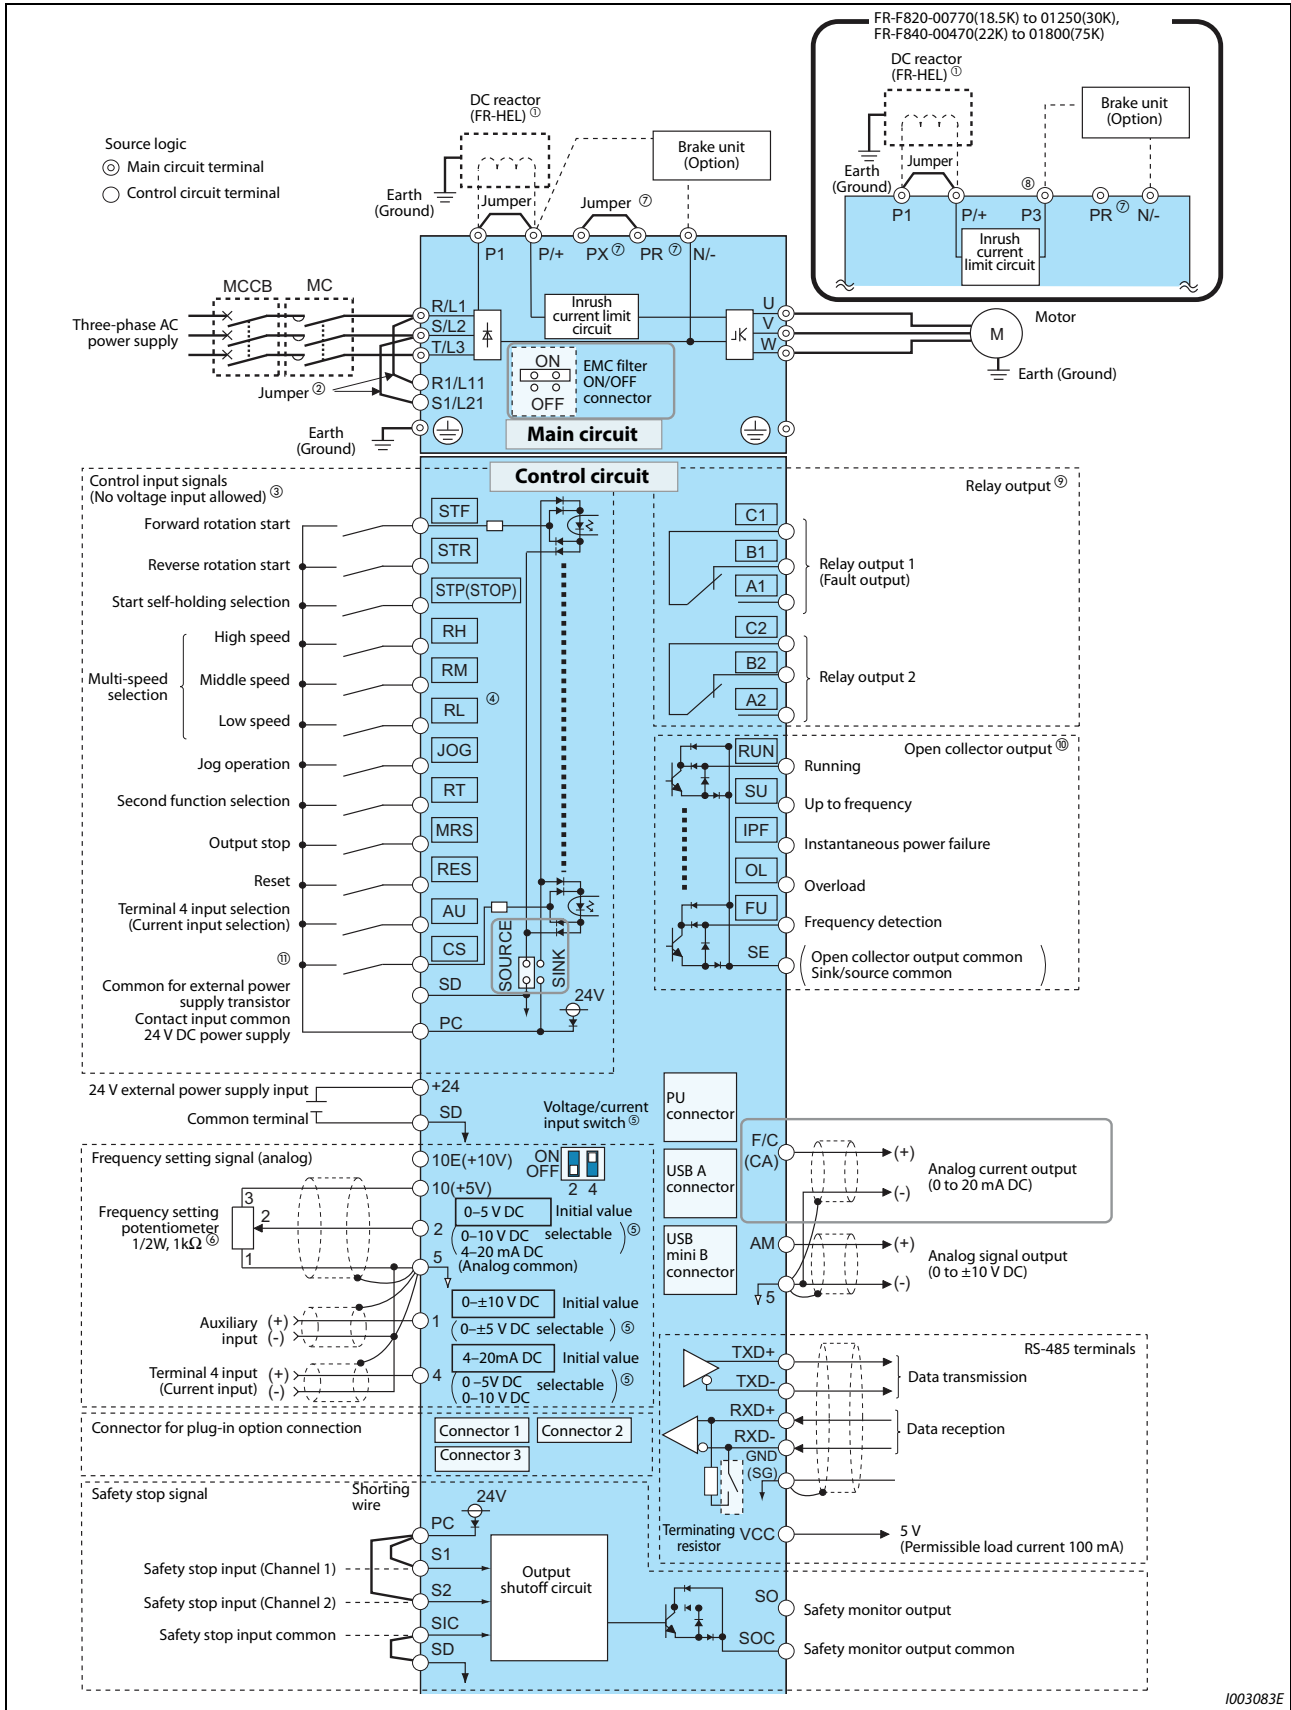 FR-F820-00770(18.5K) to 01250(30K),
FR-F840-00470(22K) to 01800(75K)
DC reactor
(FR-HEL) ①
Brake unit
(Option)
Earth
(Ground)
Jumper
⑧
P1
P/+
P3
PR ⑦
N/-
Inrush
current
limit circuit
Source logic
Main circuit terminal
Control circuit terminal
DC reactor
(FR-HEL) ①
Brake unit
(Option)
Earth
(Ground)
Jumper
Jumper ⑦
P1
P/+
PX ⑦
PR ⑦
N/-
MCCB
MC
Three-phase AC
power supply
R/L1
S/L2
T/L3
R1/L11
S1/L21
Jumper ②
Earth
(Ground)
Inrush
current limit
circuit
ON
OFF
EMC filter
ON/OFF
connector
U
V
W
M
Motor
Earth (Ground)
Main circuit
Control circuit
Control input signals
(No voltage input allowed) ③
Forward rotation start
STF
Reverse rotation start
STR
Start self-holding selection
STP(STOP)
Multi-speed
selection
High speed
RH
Middle speed
RM
Low speed
RL
④
Jog operation
JOG
Second function selection
RT
Output stop
MRS
Reset
RES
Terminal 4 input selection
(Current input selection)
AU
⑪
CS
Common for external power
supply transistor
SD
Contact input common
24 V DC power supply
PC
SOURCE
SINK
24V
Relay output ⑨
C1
B1
A1
Relay output 1
(Fault output)
C2
B2
A2
Relay output 2
Open collector output ⑩
RUN
Running
SU
Up to frequency
IPF
Instantaneous power failure
OL
Overload
FU
Frequency detection
SE
Open collector output common
Sink/source common
24 V external power supply input
+24
Common terminal
SD
Voltage/current
input switch ⑤
ON
OFF
2 4
Frequency setting signal (analog)
10E(+10V)
10(+5V)
Frequency setting
potentiometer
1/2W, 1kΩ ⑥
3
2
1
2
0–5 V DC
Initial value
(0–10 V DC
4–20 mA DC
selectable) ⑤
5
(Analog common)
Auxiliary
input
(+)
(-)
1
0–±10 V DC
Initial value
(0–±5 V DC selectable) ⑤
Terminal 4 input
(Current input)
(+)
(-)
4
4–20mA DC
Initial value
(0 –5V DC
0–10 V DC
selectable) ⑤
PU
connector
USB A
connector
USB
mini B
connector
F/C
(CA)
(+)
(-)
Analog current output
(0 to 20 mA DC)
AM
(+)
(-)
5
Analog signal output
(0 to ±10 V DC)
RS-485 terminals
TXD+
TXD-
Data transmission
RXD+
RXD-
Data reception
GND
(SG)
Terminating
resistor
VCC
5 V
(Permissible load current 100 mA)
Connector for plug-in option connection
Connector 1
Connector 2
Connector 3
Safety stop signal
Shorting
wire
24V
PC
Safety stop input (Channel 1)
S1
Safety stop input (Channel 2)
S2
Safety stop input common
SIC
SD
Output
shutoff circuit
SO
Safety monitor output
SOC
Safety monitor output common
I003083E